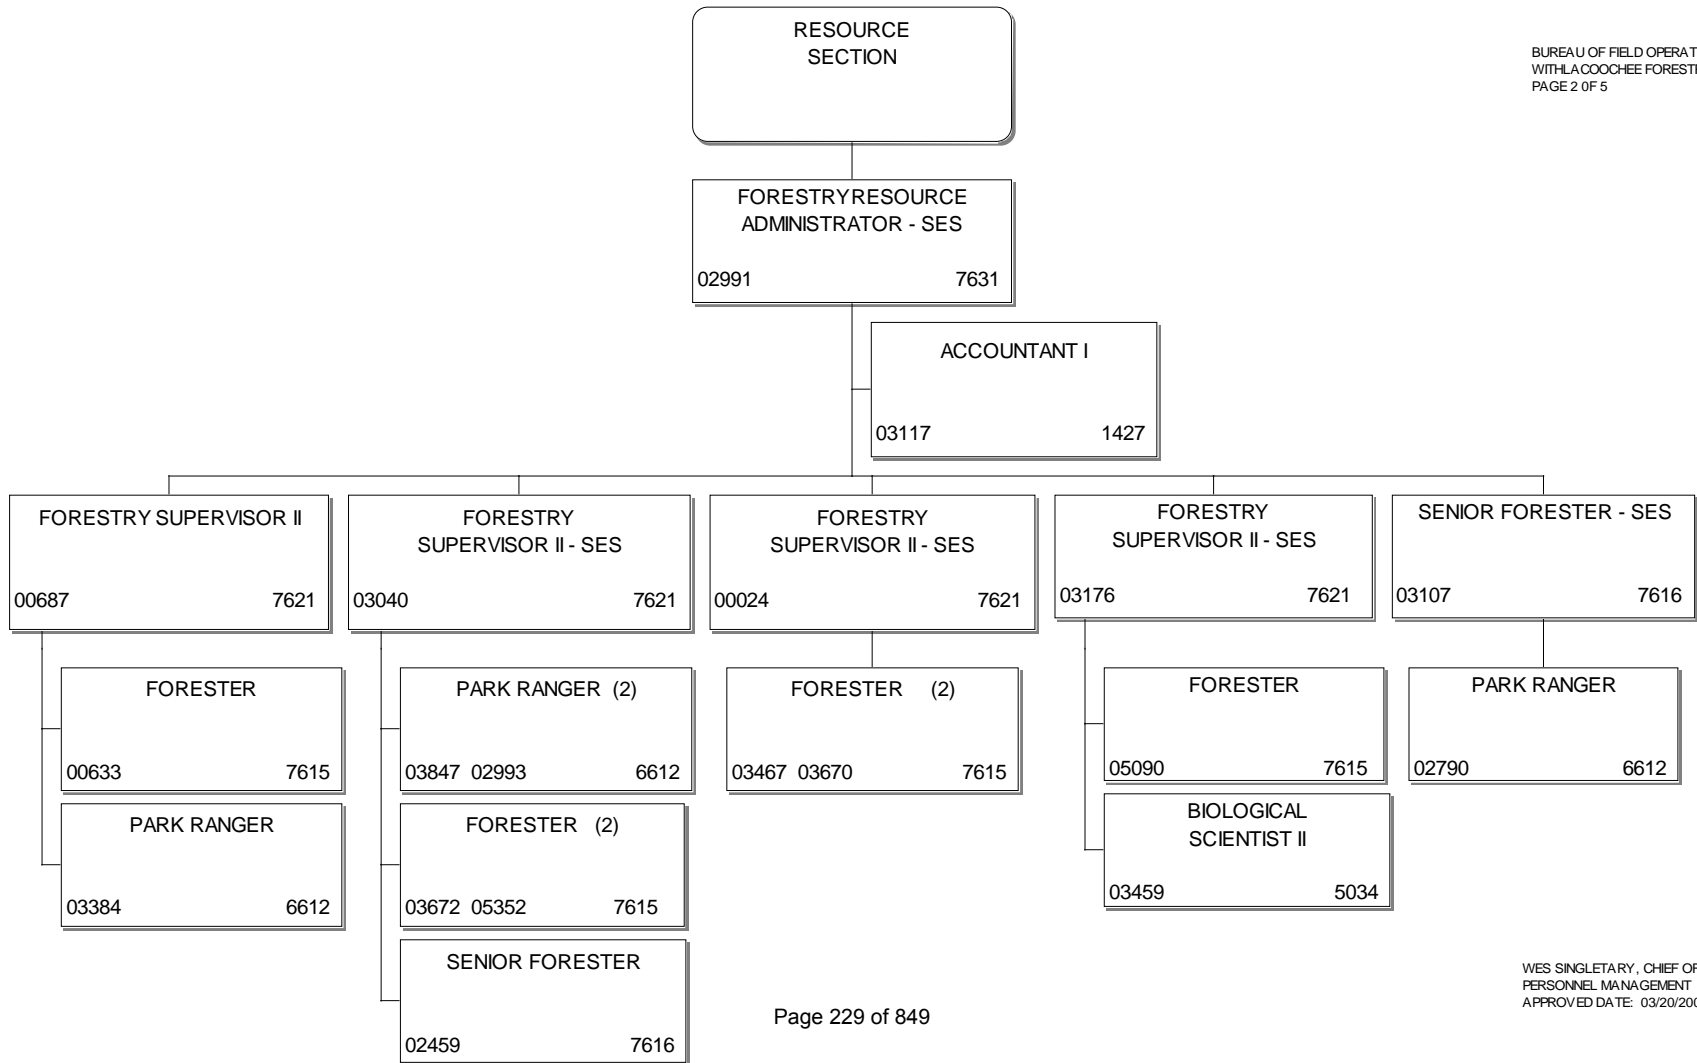 RESOURCE
SECTION
BUREAU OF FIELD
WITHLACOOCHEE
PAGE 2 0F 5
FORESTRY RESOURCE
ADMINISTRATOR - SES
02991 7631
ACCOUNTANT I
03117 1427
FORESTRY SUPERVISOR II
00687 7621
FORESTRY
SUPERVISOR II - SES
03040 7621
FORESTRY
SUPERVISOR II - SES
00024 7621
FORESTRY
SUPERVISOR II - SES
03176 7621
SENIOR FORESTER - SES
03107 7616
FORESTER
00633 7615
PARK RANGER
03384 6612
PARK RANGER (2)
03847 02993 6612
FORESTER (2)
03672 05352 7615
SENIOR FORESTER
02459 7616
FORESTER (2)
03467 03670 7615
FORESTER
05090 7615
BIOLOGICAL
SCIENTIST II
03459 5034
PARK RANGER
02790 6612
WES SINGLETARY, CHIEF OF
PERSONNEL MANAGEMENT
APPROVED DATE:
Page 229 of 849